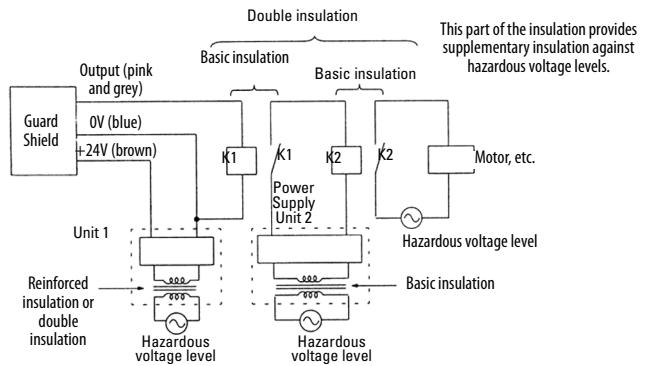 Double insulation
This part of the insulation provides
supplementary insulation against
hazardous voltage levels.
Basic insulation
Basic insulation
Output (pink
and grey)
Guard
Shield
0V (blue)
+24V (brown)
K1
K1
K2
K2
Motor, etc.
Power
Supply
Unit 2
Unit 1
Hazardous voltage level
Reinforced
insulation or
double
insulation
Basic insulation
Hazardous
voltage level
Hazardous
voltage level